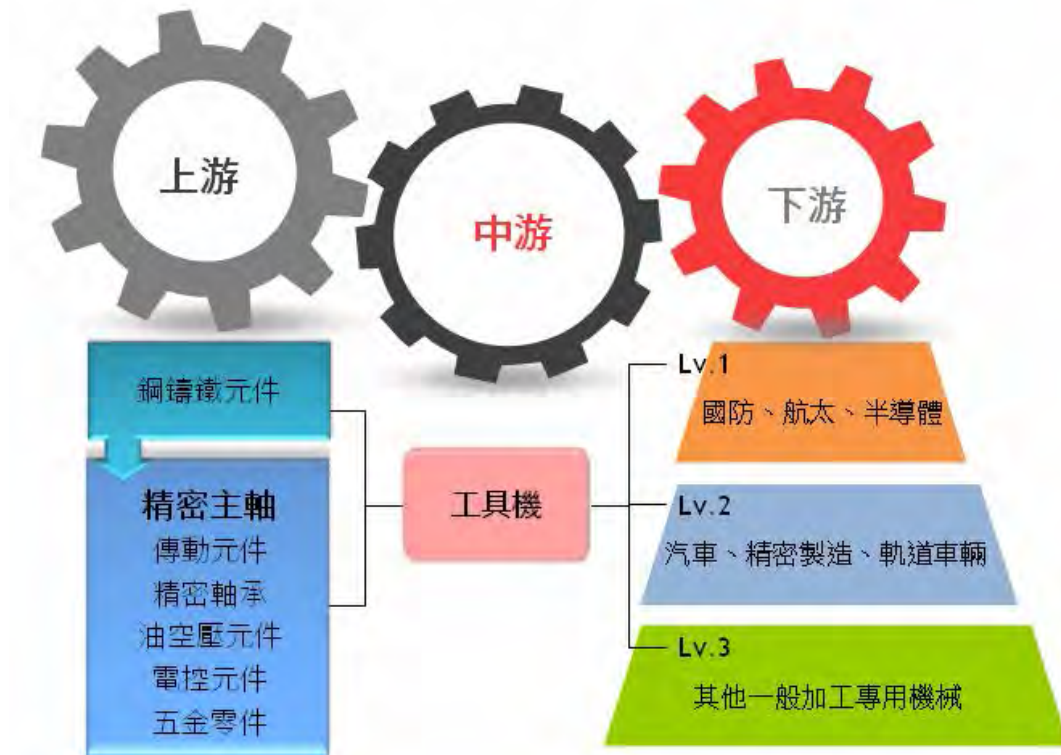 上游
中游
下游
鋼鑄鐵元件
精密主軸
傳動元件
精密軸承
油空壓元件
電控元件
五金零件
工具機
Lv.1
國防、航太、半導體
Lv.2
汽車、精密製造、軌道車輛
Lv.3
其他一般加工專用機械